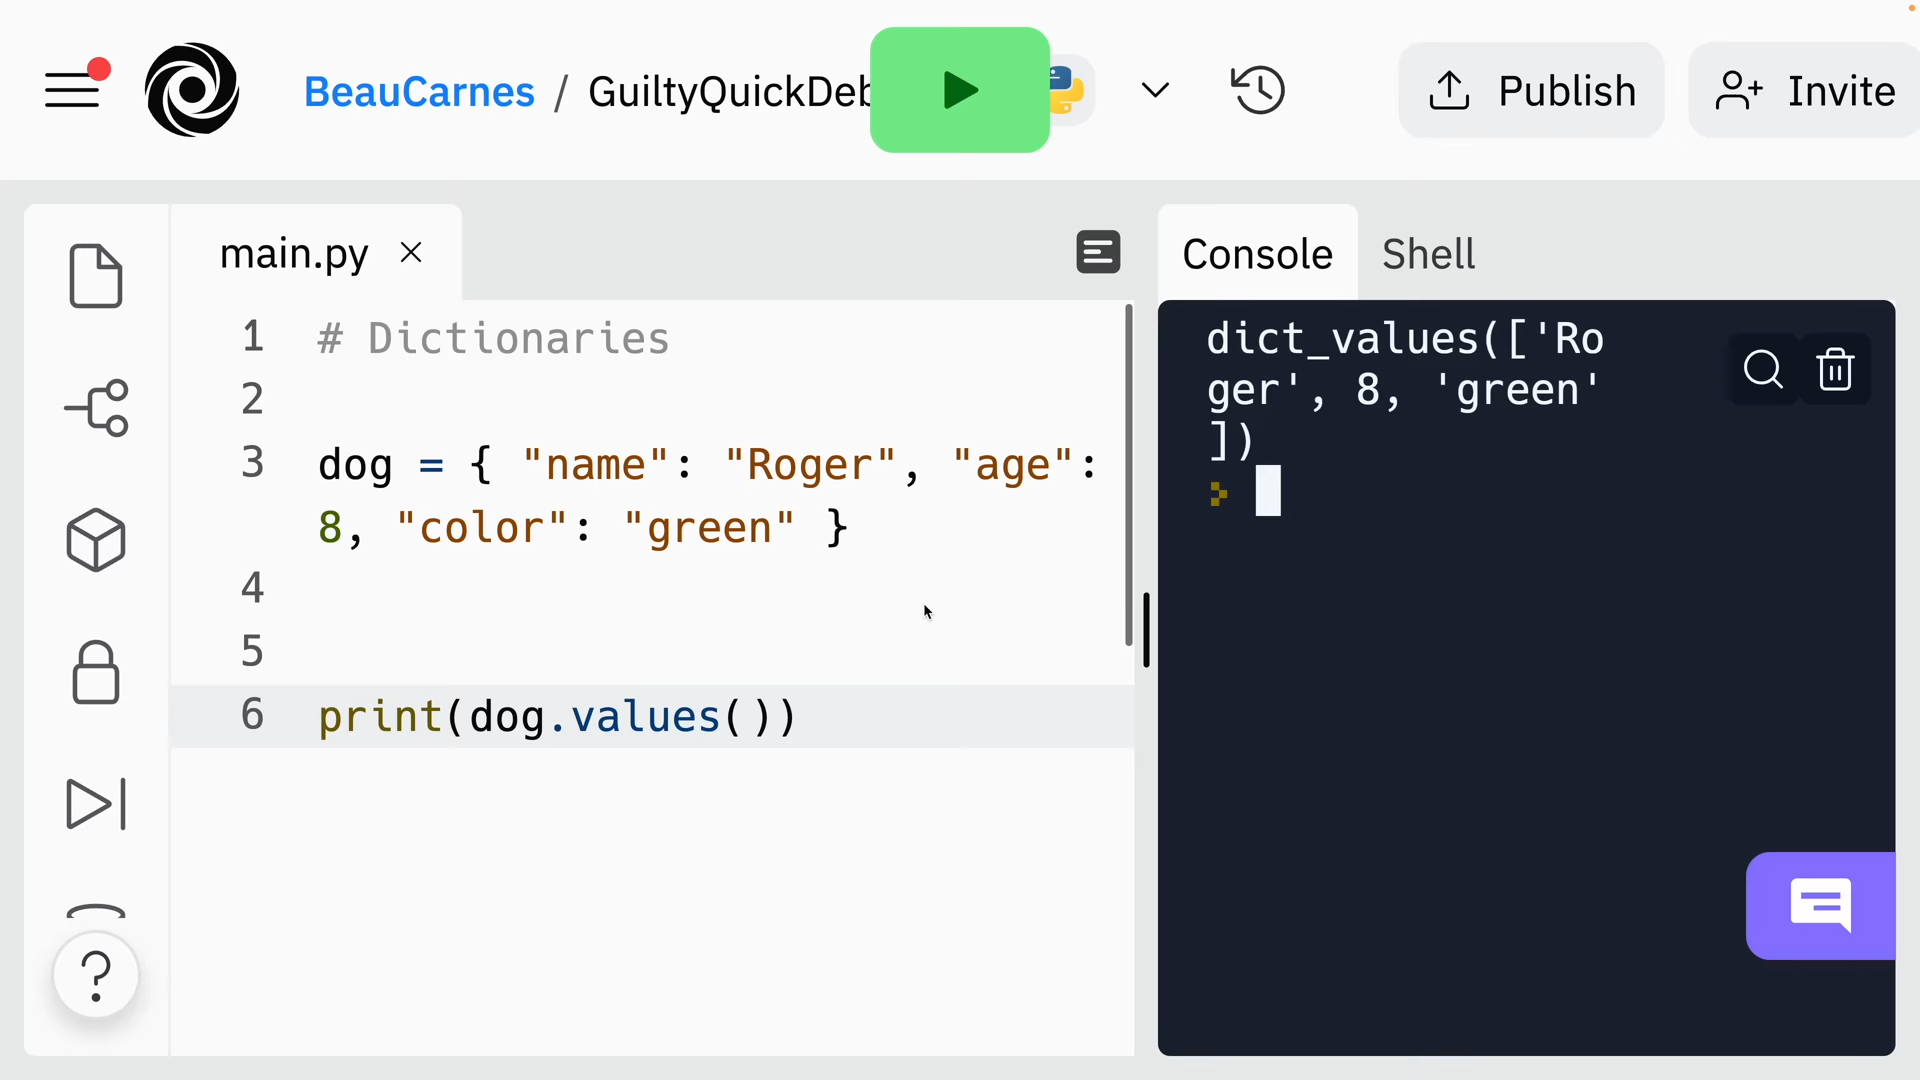 BeauCarnes / GuiltyQuickDeb
Publish
Invite
main.py
Console
Shell
1 # Dictionaries
2
3 dog = { "name": "Roger", "age":
8, "color": "green" }
4
5
6 print(dog.values())
dict_values(['Ro
ger', 8, 'green'
])
?